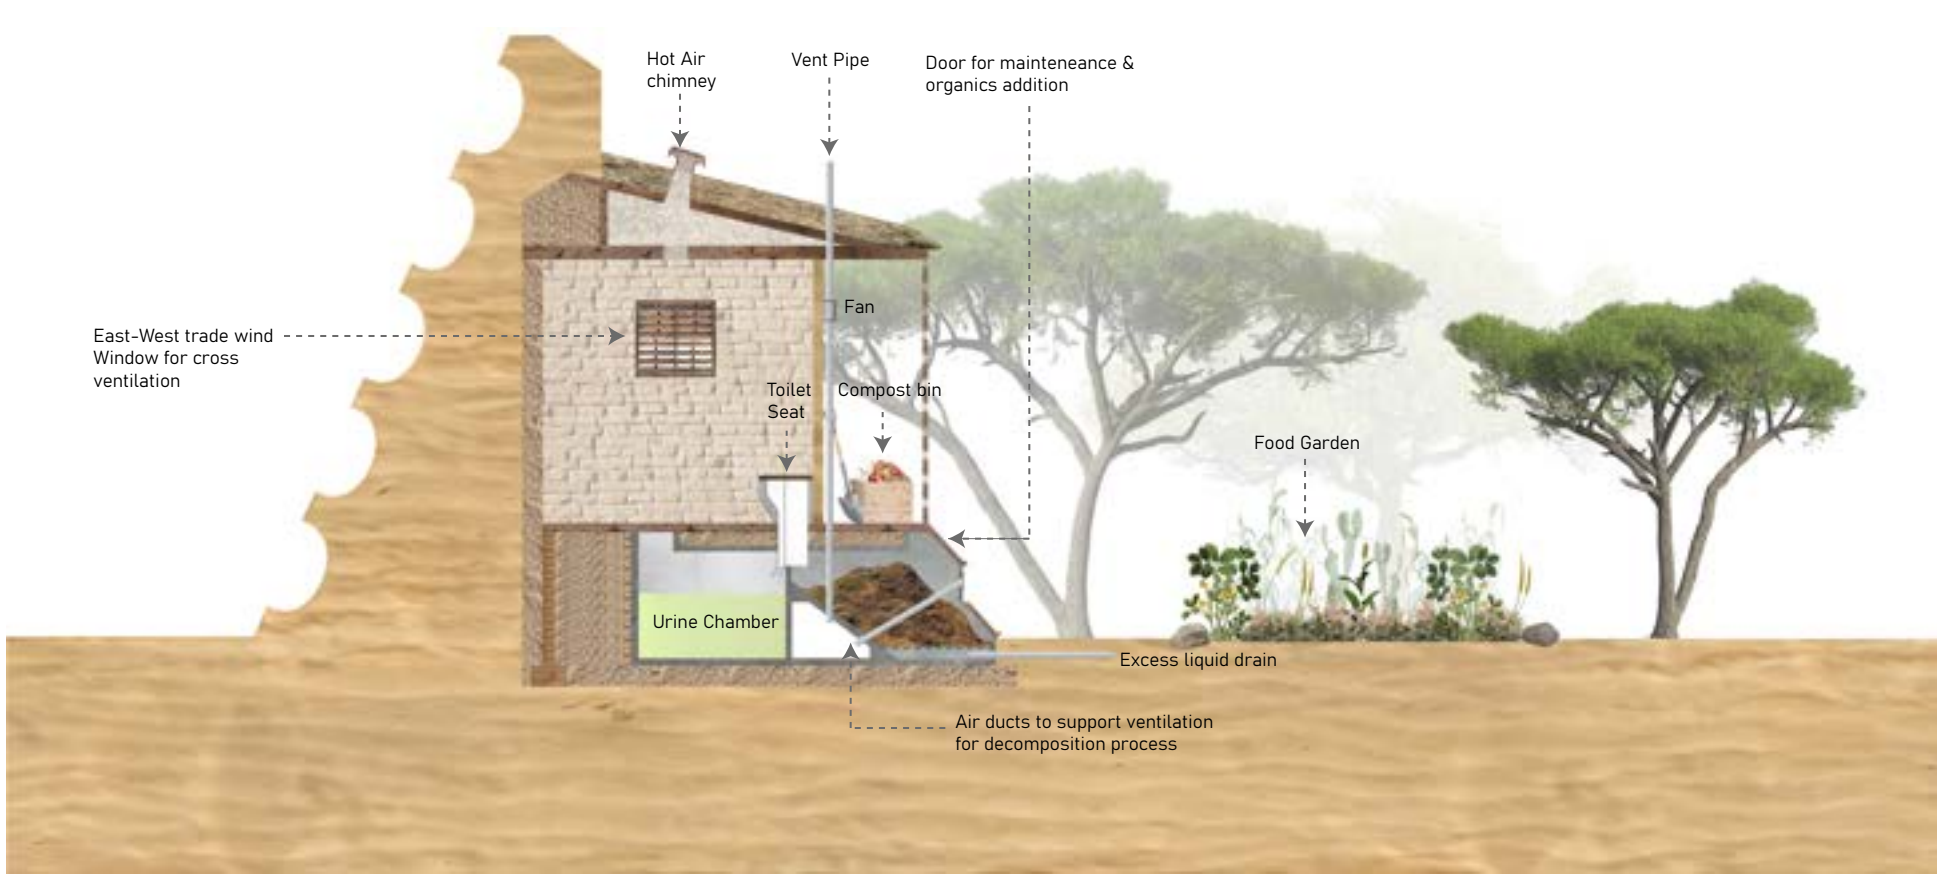 Hot Air
chimney
Vent Pipe
Door for mainteneance &
organics addition
Fan
East-West trade wind
Window for cross
ventilation
Toilet
Seat
Compost bin
Food Garden
Urine Chamber
Excess liquid drain
Air ducts to support ventilation
for decomposition process